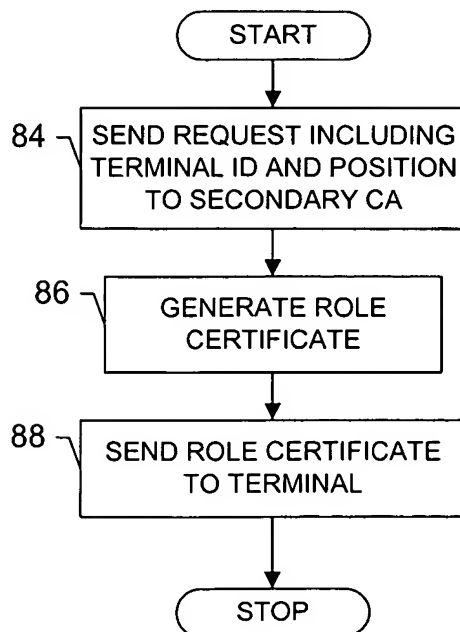 START
84
SEND REQUEST INCLUDING
TERMINAL ID AND POSITION
TO SECONDARY CA
86
GENERATE ROLE
CERTIFICATE
88
SEND ROLE CERTIFICATE
TO TERMINAL
STOP